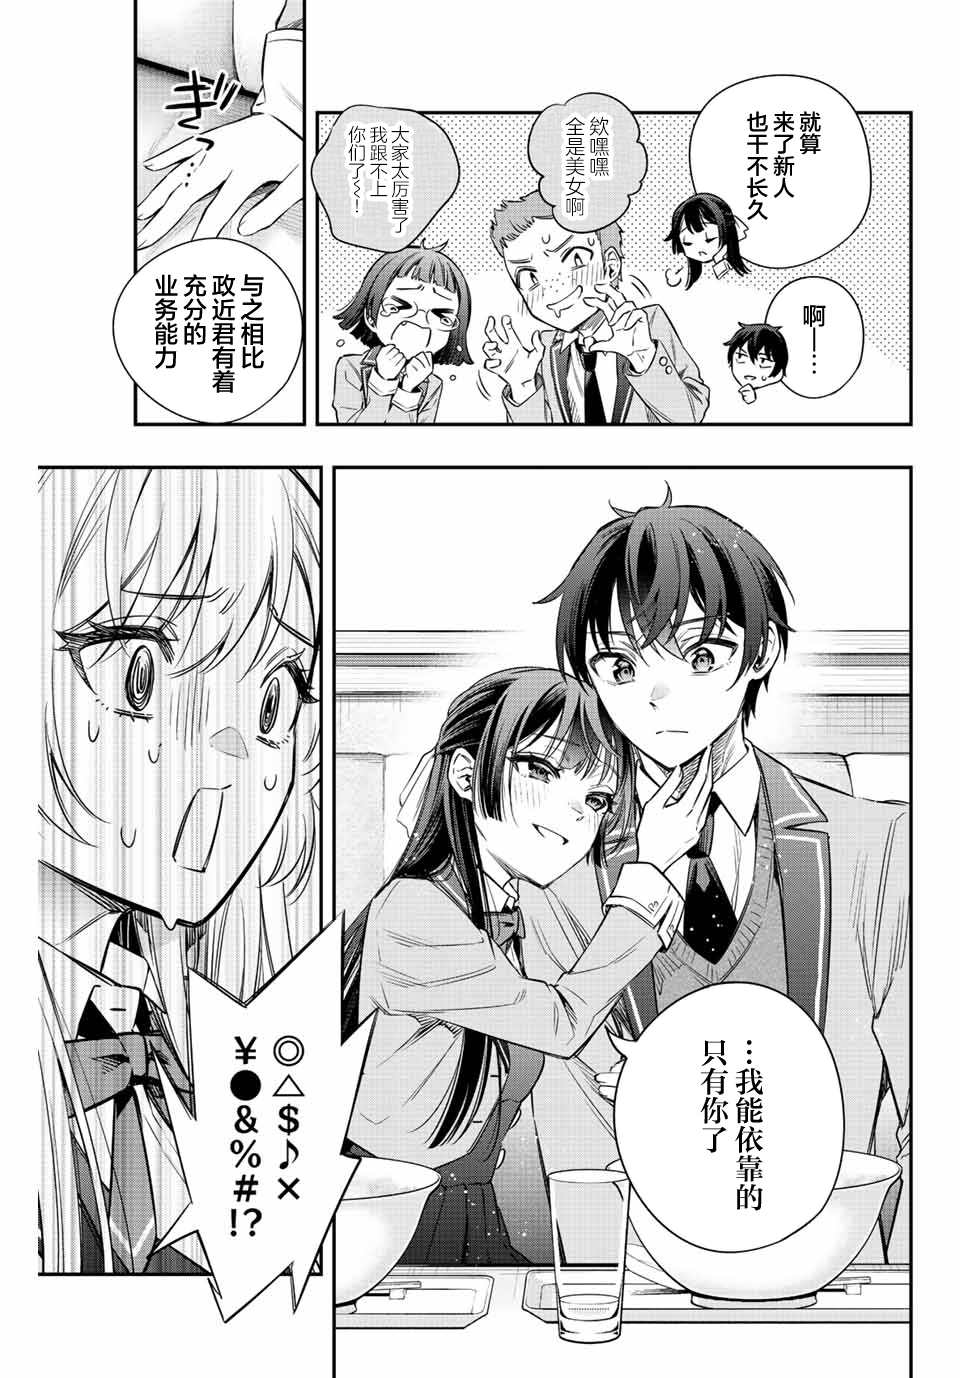 就算
来了新人
也干不长久
啊——……
欸嘿嘿
全是美女啊
大家太厉害了
我跟不上
你们了~！
ぎゅ…
与之相比
政近君有着
充分的
业务能力
…我能依靠的
只有你了
◎△$♪×
¥●&%#!?